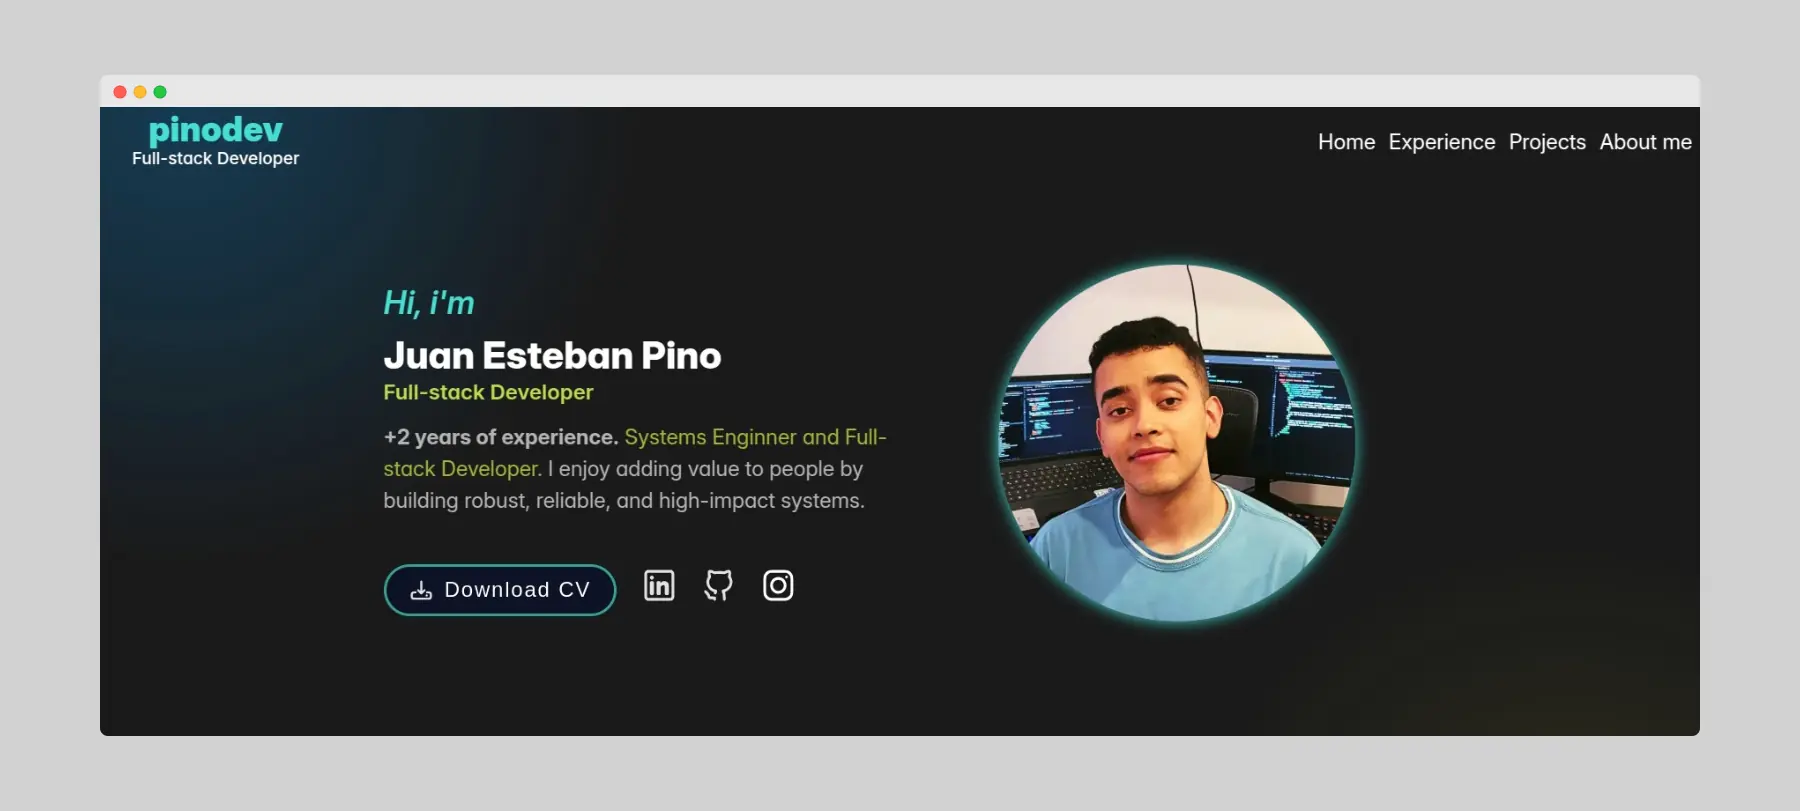 pinodev
Full-stack Developer
Home Experience Projects About me
Hi, i'm
Juan Esteban Pino
Full-stack Developer
+2 years of experience. Systems Enginner and Full-
stack Developer. I enjoy adding value to people by
building robust, reliable, and high-impact systems.
Download CV
in